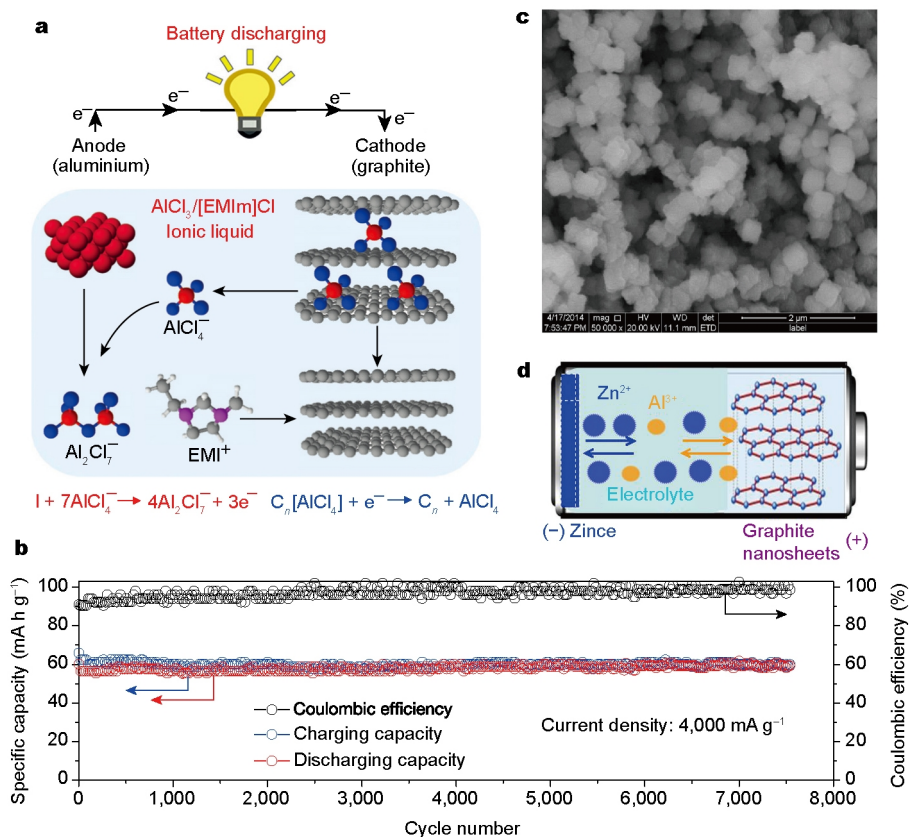 a
Battery discharging
e⁻
e⁻
e⁻
e⁻
Anode
(aluminium)
Cathode
(graphite)
AlCl₃/[EMIm]Cl
Ionic liquid
AlCl₄⁻
Al₂Cl₇⁻
EMI⁺
l + 7AlCl₄⁻ → 4Al₂Cl₇⁻ + 3e⁻
Cₙ[AlCl₄] + e⁻ → Cₙ + AlCl₄
c
4/17/2014
7:53:47 PM
mag □
50 000 x
HV
20.00 kV
WD
11.1 mm
det
ETD
2 µm
label
d
Zn²⁺
Al³⁺
Electrolyte
(−) Zince
Graphite
nanosheets
(+)
b
Specific capacity (mA h g⁻¹)
100
80
60
40
20
0
Coulombic efficiency
Charging capacity
Discharging capacity
Current density: 4,000 mA g⁻¹
100
80
60
40
20
0
Coulombic efficiency (%)
0
1,000
2,000
3,000
4,000
5,000
6,000
7,000
8,000
Cycle number